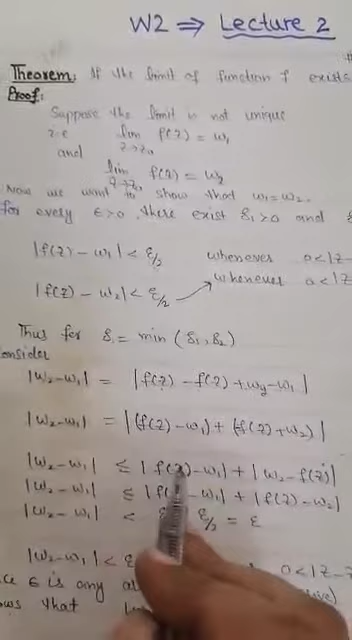 W2 ⇒ Lecture 2
Theorem: If the limit of function f exists
Proof:
Suppose the limit is not unique
i.e lim f(z) = w₁
z→z₀
and
lim f(z) = w₂
z→z₀
Now we want to show that w₁=w₂.
for every ε>0, there exist δ₁>0 and
|f(z) - w₁| < ε/2 whenever 0<|z-
|f(z) - w₂| < ε/2 whenever 0<|z-
Thus for δ = min (δ₁, δ₂)
Consider
|w₂-w₁| = |f(z) - f(z) + w₂-w₁|
|w₂-w₁| = |(f(z) - w₁) + (-f(z) + w₂)|
|w₂-w₁| ≤ |f(z) - w₁| + |w₂-f(z)|
|w₂-w₁| ≤ |f(z) - w₁| + |f(z) - w₂|
|w₂-w₁| < ε/2 = ε
|w₂-w₁| < ε 0<|z-
ε is any
that